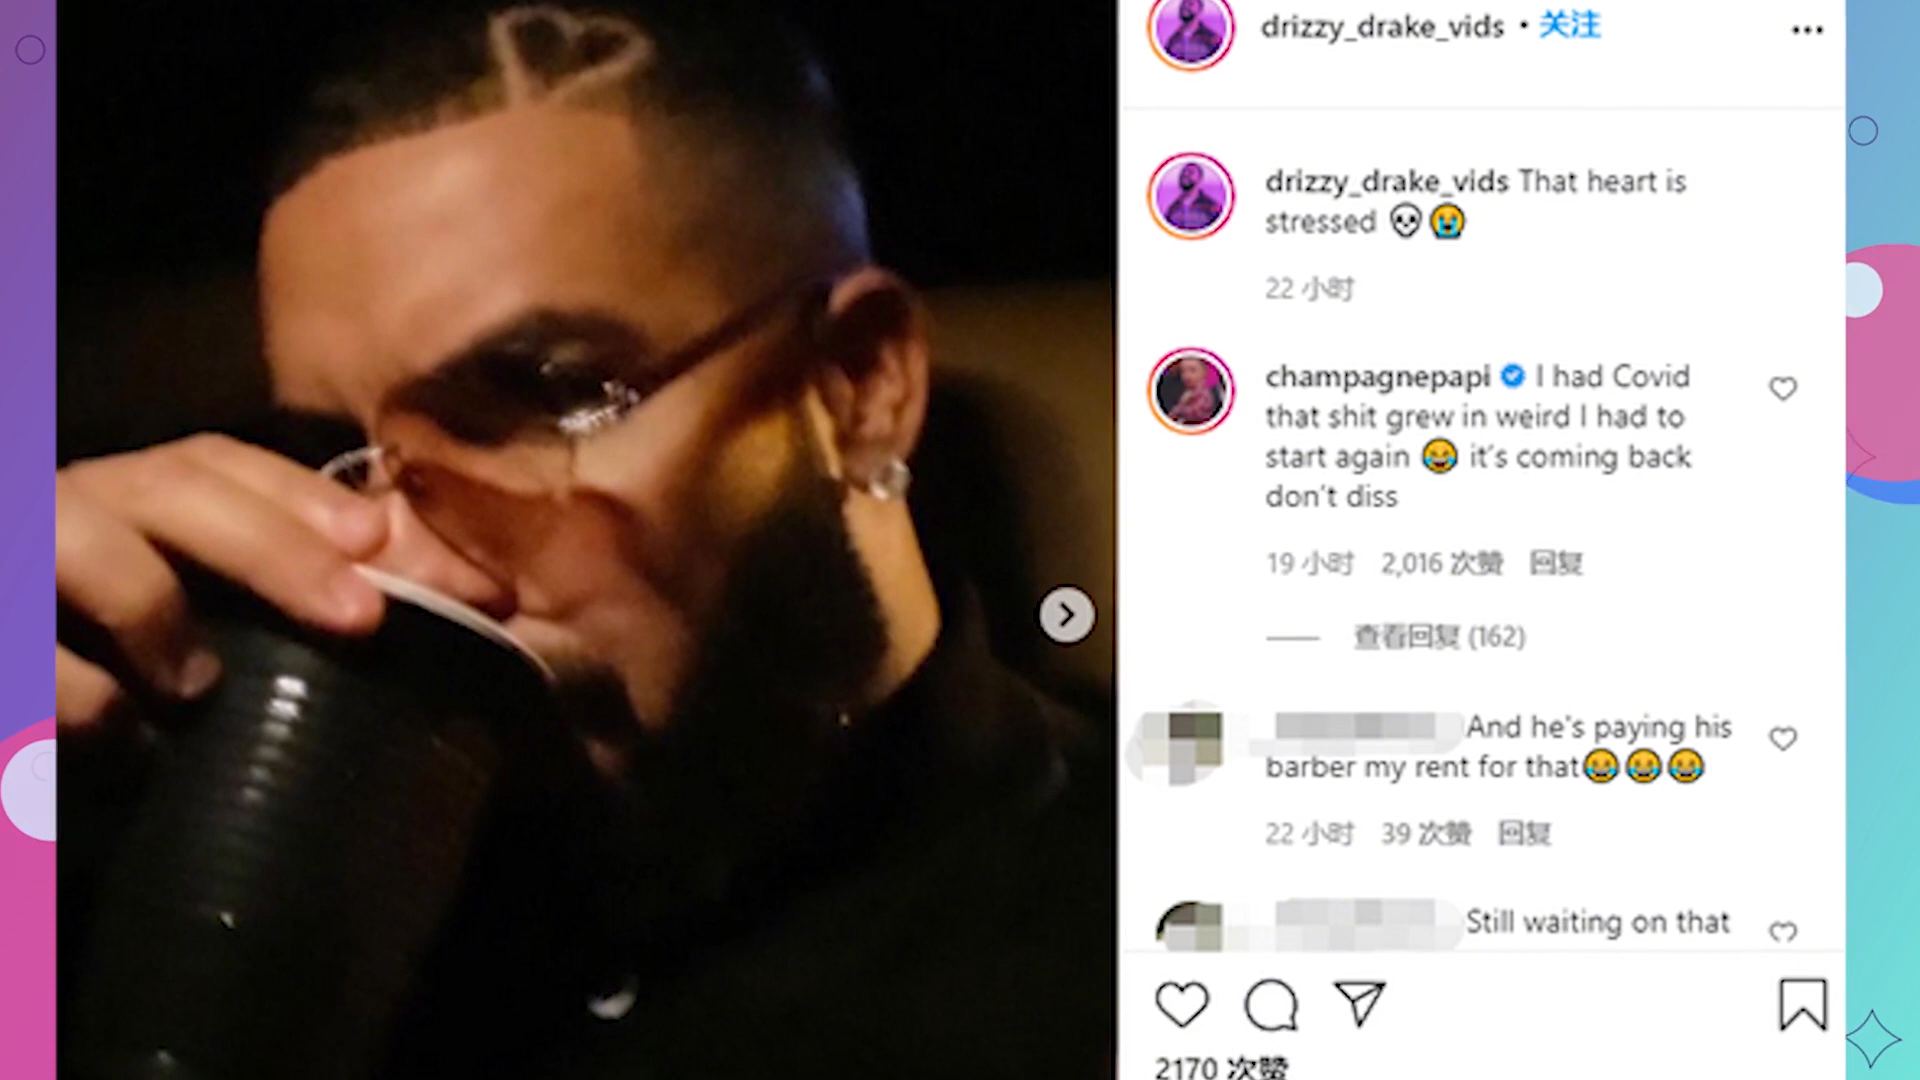 drizzy_drake_vids • 关注
drizzy_drake_vids That heart is
stressed 💀😭
22 小时
champagnepapi I had Covid
that shit grew in weird I had to
start again 😂 it's coming back
don't diss
19 小时 2,016 次赞 回复
查看回复 (162)
And he's paying his
barber my rent for that😂😂😂
22 小时 39 次赞 回复
Still waiting on that
2170 次赞